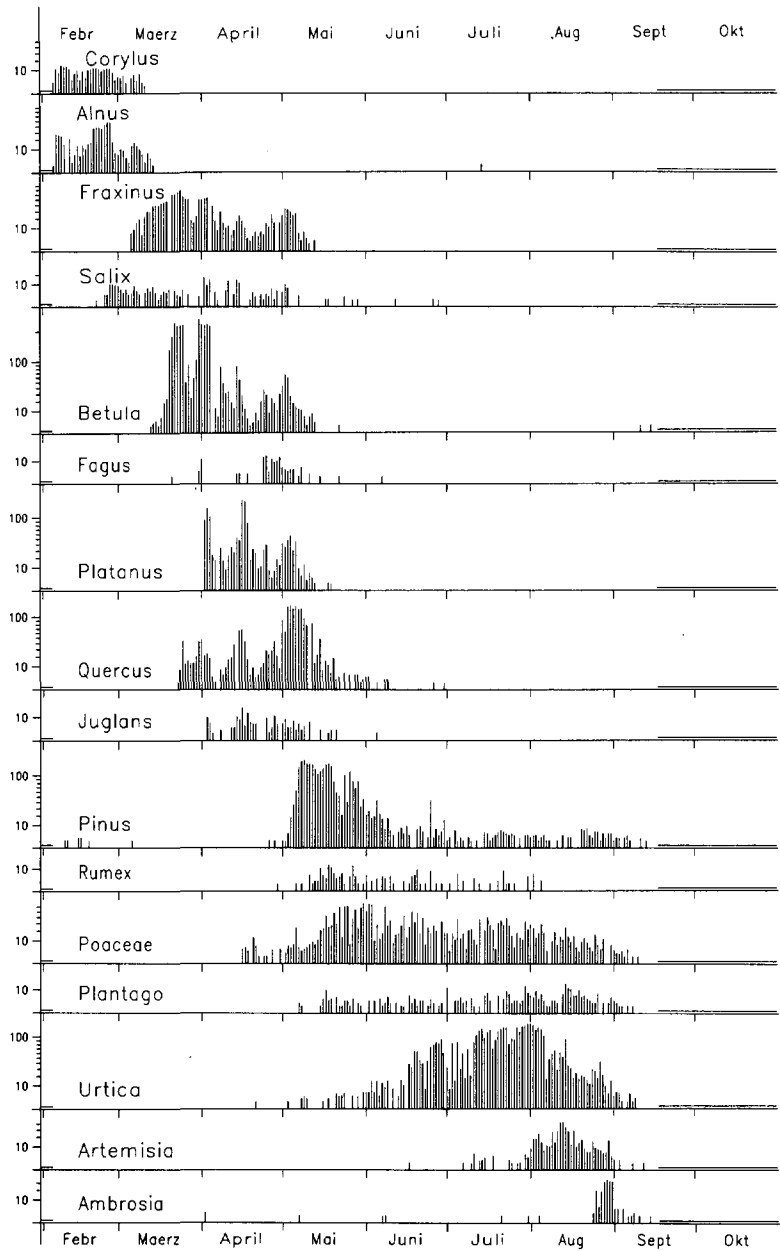 Febr Maerz April Mai Juni Juli Aug Sept Okt
Corylus
10
Alnus
10
Fraxinus
10
Salix
10
100
Betula
10
Fagus
10
100
Platanus
10
100
Quercus
10
Juglans
10
Pinus
100
10
Rumex
10
Poaceae
10
Plantago
10
100
Urtica
10
Artemisia
10
Ambrosia
10
Febr Maerz April Mai Juni Juli Aug Sept Okt